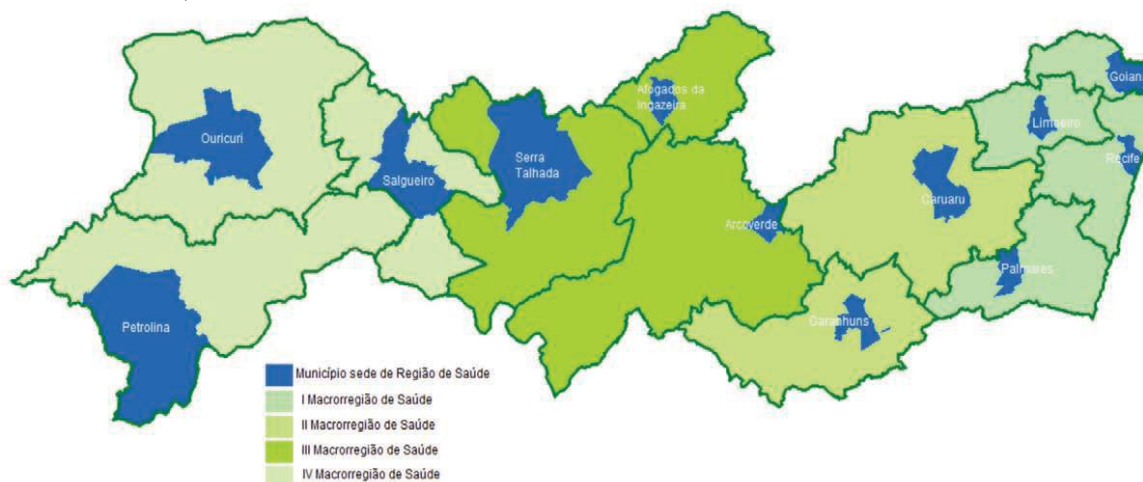 Afogados da
Ingazeira
Goiana
Limoeiro
Ouricuri
Recife
Serra
Talhada
Salgueiro
Caruaru
Arcoverde
Palmares
Petrolina
Garanhuns
Município sede de Região de Saúde
I Macrorregião de Saúde
II Macrorregião de Saúde
III Macrorregião de Saúde
IV Macrorregião de Saúde